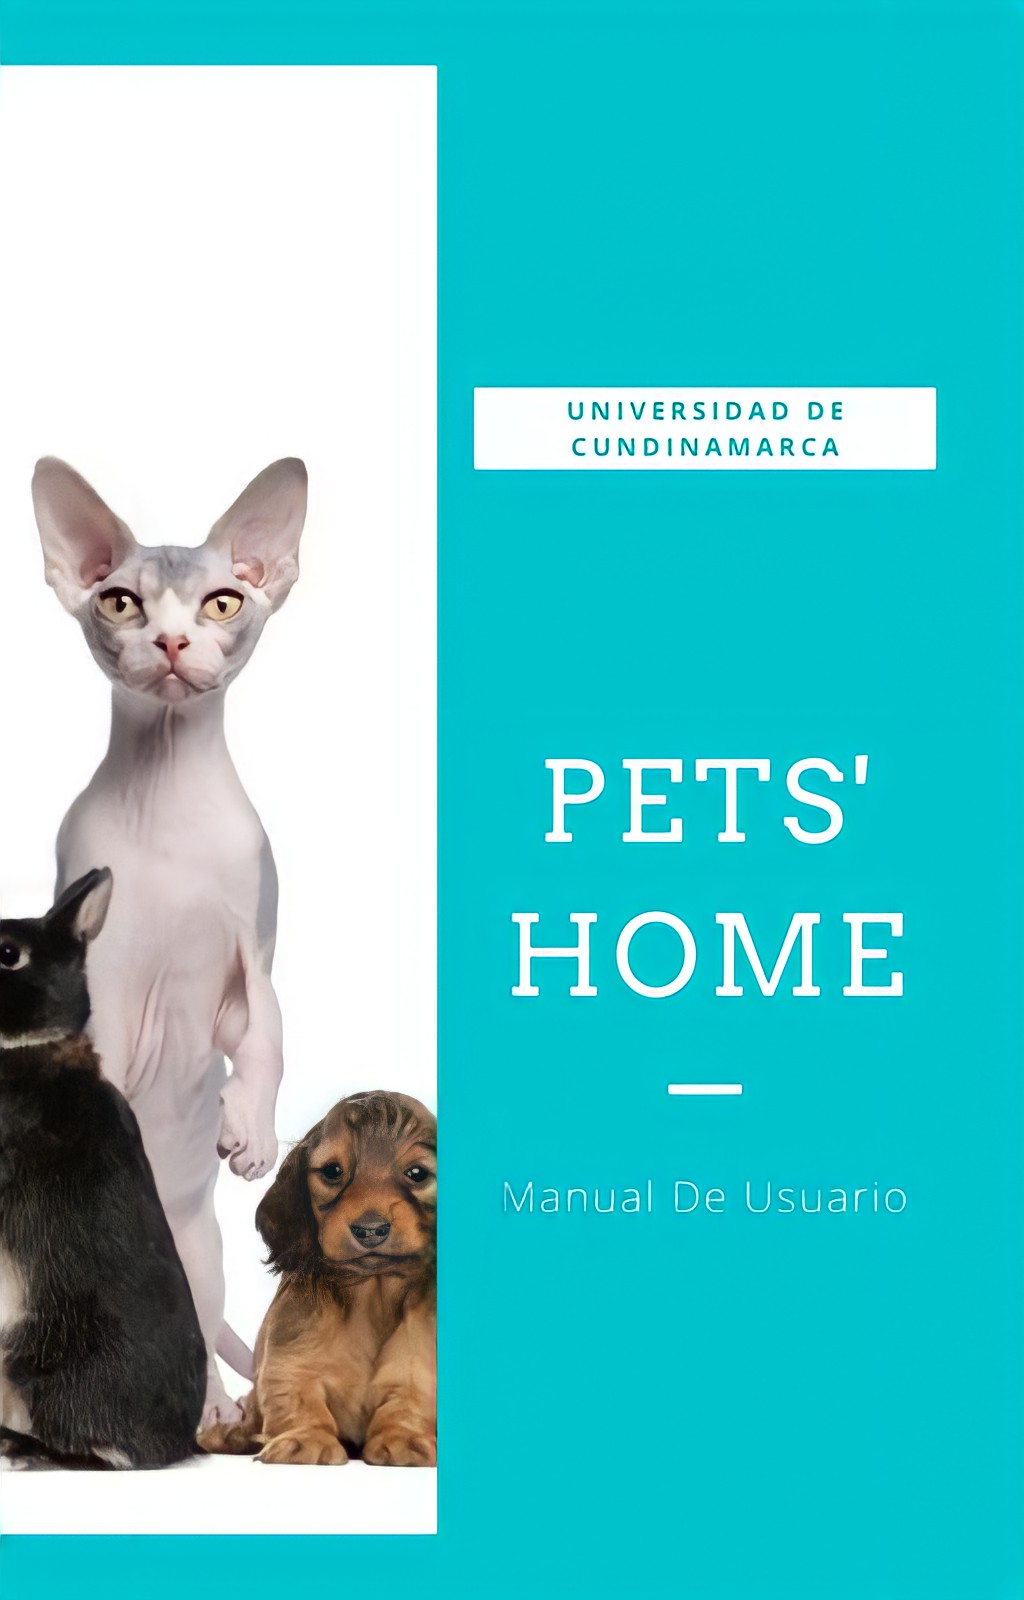 UNIVERSIDAD DE
CUNDINAMARCA
PETS'
HOME
Manual De Usuario